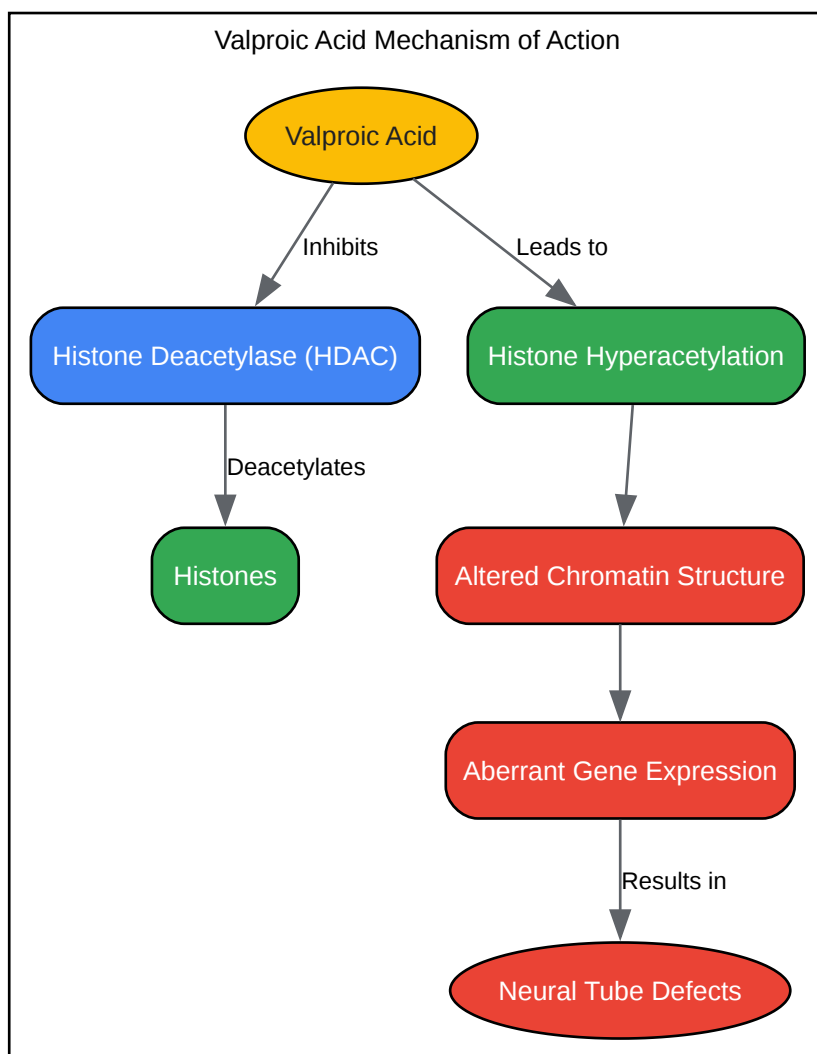 Valproic Acid Mechanism of Action
Valproic Acid
Inhibits
Leads to
Histone Deacetylase (HDAC)
Histone Hyperacetylation
Deacetylates
Histones
Altered Chromatin Structure
Aberrant Gene Expression
Results in
Neural Tube Defects